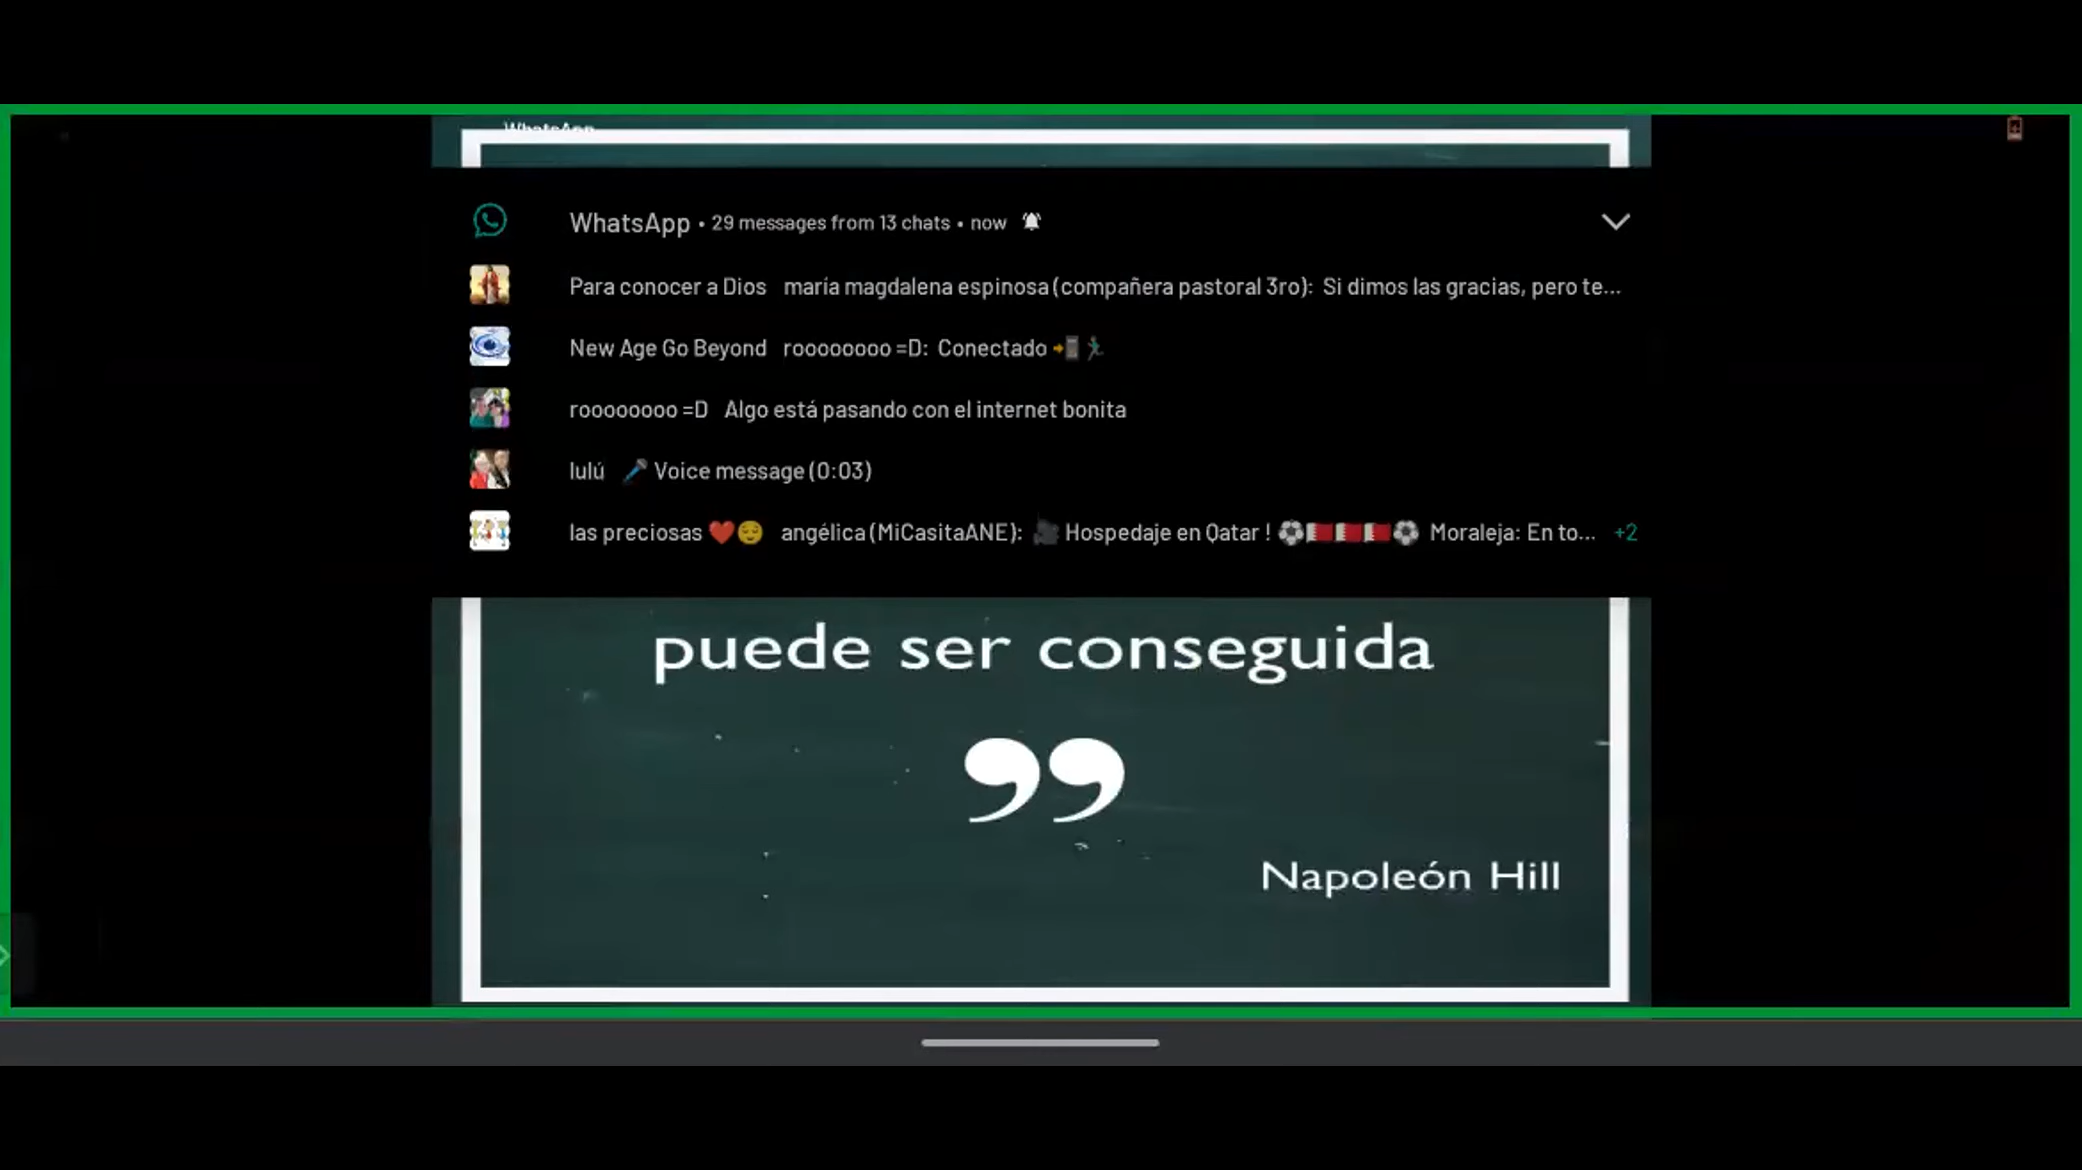 WhatsApp
WhatsApp • 29 messages from 13 chats • now
Para conocer a Dios maría magdalena espinosa (compañera pastoral 3ro): Si dimos las gracias, pero te...
New Age Go Beyond roooooooo =D: Conectado
roooooooo =D Algo está pasando con el internet bonita
lulú Voice message (0:03)
las preciosas ❤️😌 angélica (MiCasitaANE): 🎥 Hospedaje en Qatar ! ⚽🇶🇦🇶🇦🇶🇦⚽ Moraleja: En to... +2
puede ser conseguida
”
Napoleón Hill